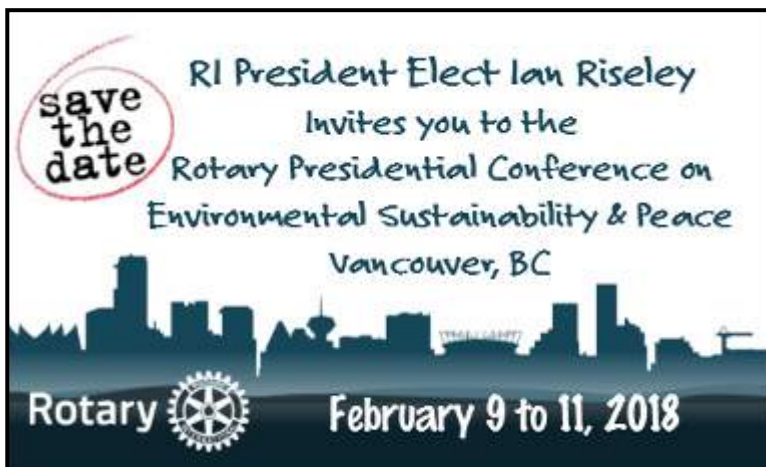 save
the
date
RI President Elect Ian Riseley
Invites you to the
Rotary Presidential Conference on
Environmental Sustainability & Peace
Vancouver, BC
Rotary
February 9 to 11, 2018